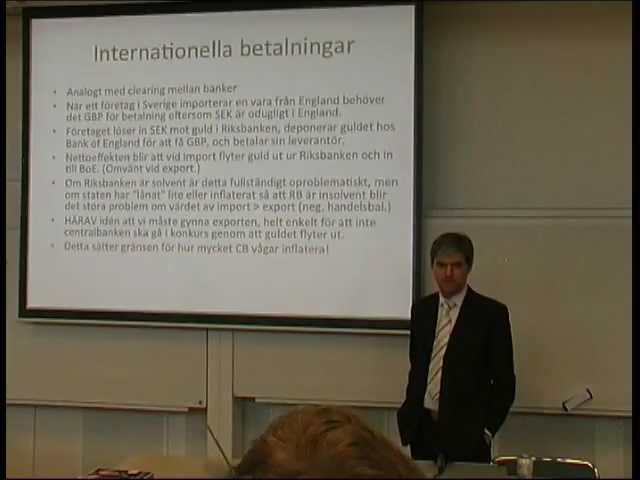 Internationella betalningar
• Analogt med clearing mellan banker
• När ett företag i Sverige importerar en vara från England behöver
det GBP för betalning eftersom SEK är odugligt i England.
• Företaget löser in SEK mot guld i Riksbanken, deponerar guldet hos
Bank of England för att få GBP, och betalar sin leverantör.
• Nettoeffekten blir att vid import flyter guld ut ur Riksbanken och in
till BoE. (Omvänt vid export.)
• Om Riksbanken är solvent är detta fullständigt oproblematiskt, men
om staten har "lånat" lite eller inflaterat så att RB är insolvent blir
det stora problem om värdet av import > export (neg. handelsbal.)
• HÄRAV idén att vi måste gynna exporten, helt enkelt för att inte
centralbanken ska gå i konkurs genom att guldet flyter ut.
• Detta sätter gränsen för hur mycket CB vågar inflatera!